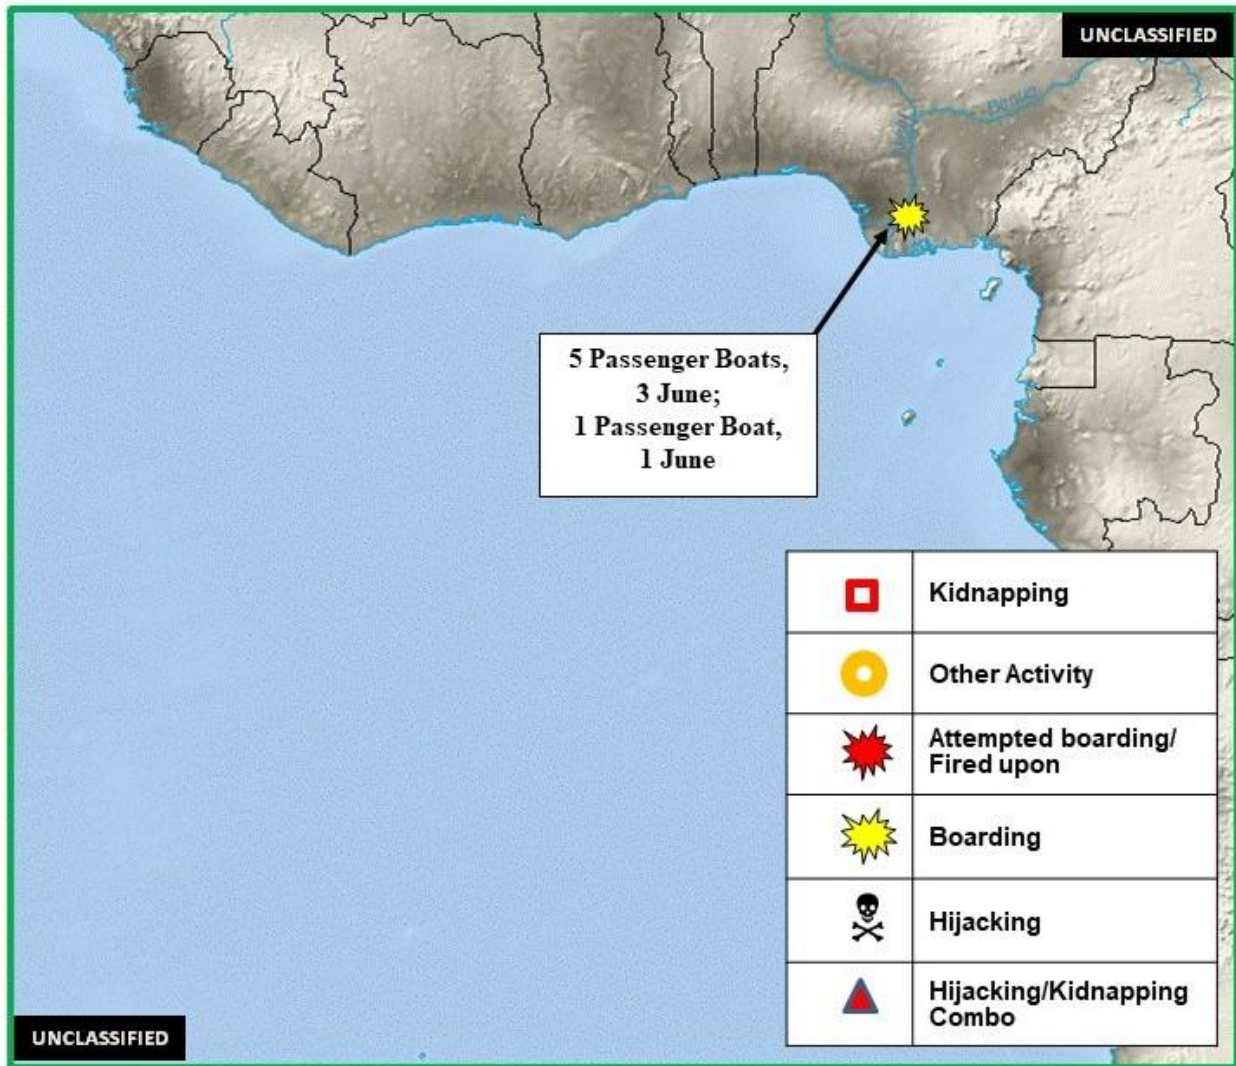 UNCLASSIFIED
Benue
5 Passenger Boats,
3 June;
1 Passenger Boat,
1 June
Kidnapping
Other Activity
Attempted boarding/
Fired upon
Boarding
Hijacking
Hijacking/Kidnapping
Combo
UNCLASSIFIED